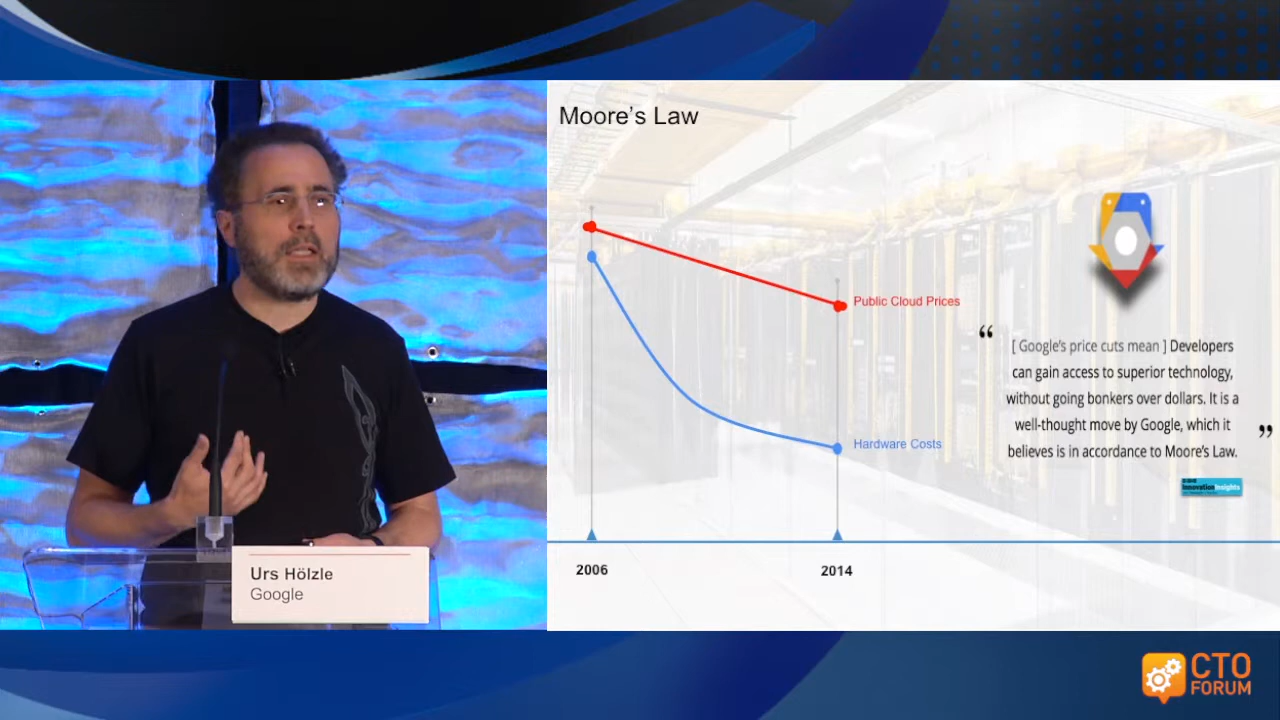 Moore’s Law
Public Cloud Prices
Hardware Costs
2006
2014
“
[ Google’s price cuts mean ] Developers
can gain access to superior technology,
without going bonkers over dollars. It is a
well-thought move by Google, which it
believes is in accordance to Moore’s Law.
”
InnovationInsights
Urs Hölzle
Google
CTO
FORUM